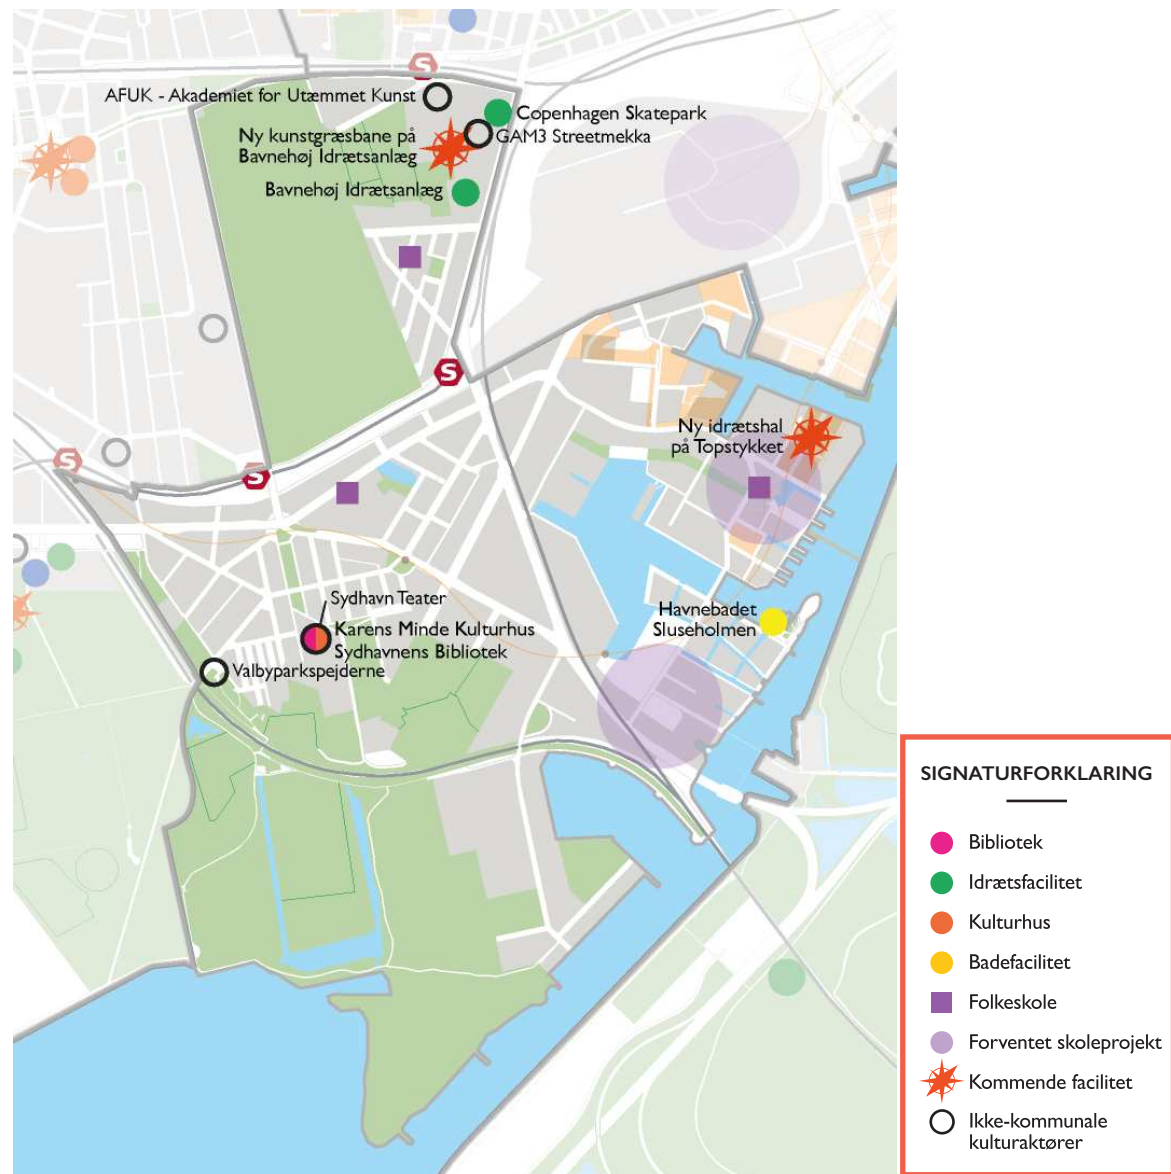 S
AFUK - Akademiet for Utæmmet Kunst
Copenhagen Skatepark
GAM3 Streetmekka
Ny kunstgræsbane på
Bavnehøj Idrætsanlæg
Bavnehøj Idrætsanlæg
S
Ny idrætshal
på Topstykket
S
S
Sydhavn Teater
Karens Minde Kulturhus
Sydhavnens Bibliotek
Valbyparkspejderne
Havnebadet
Sluseholmen
SIGNATURFORKLARING
Bibliotek
Idrætsfacilitet
Kulturhus
Badefacilitet
Folkeskole
Forventet skoleprojekt
Kommende facilitet
Ikke-kommunale
kulturaktører